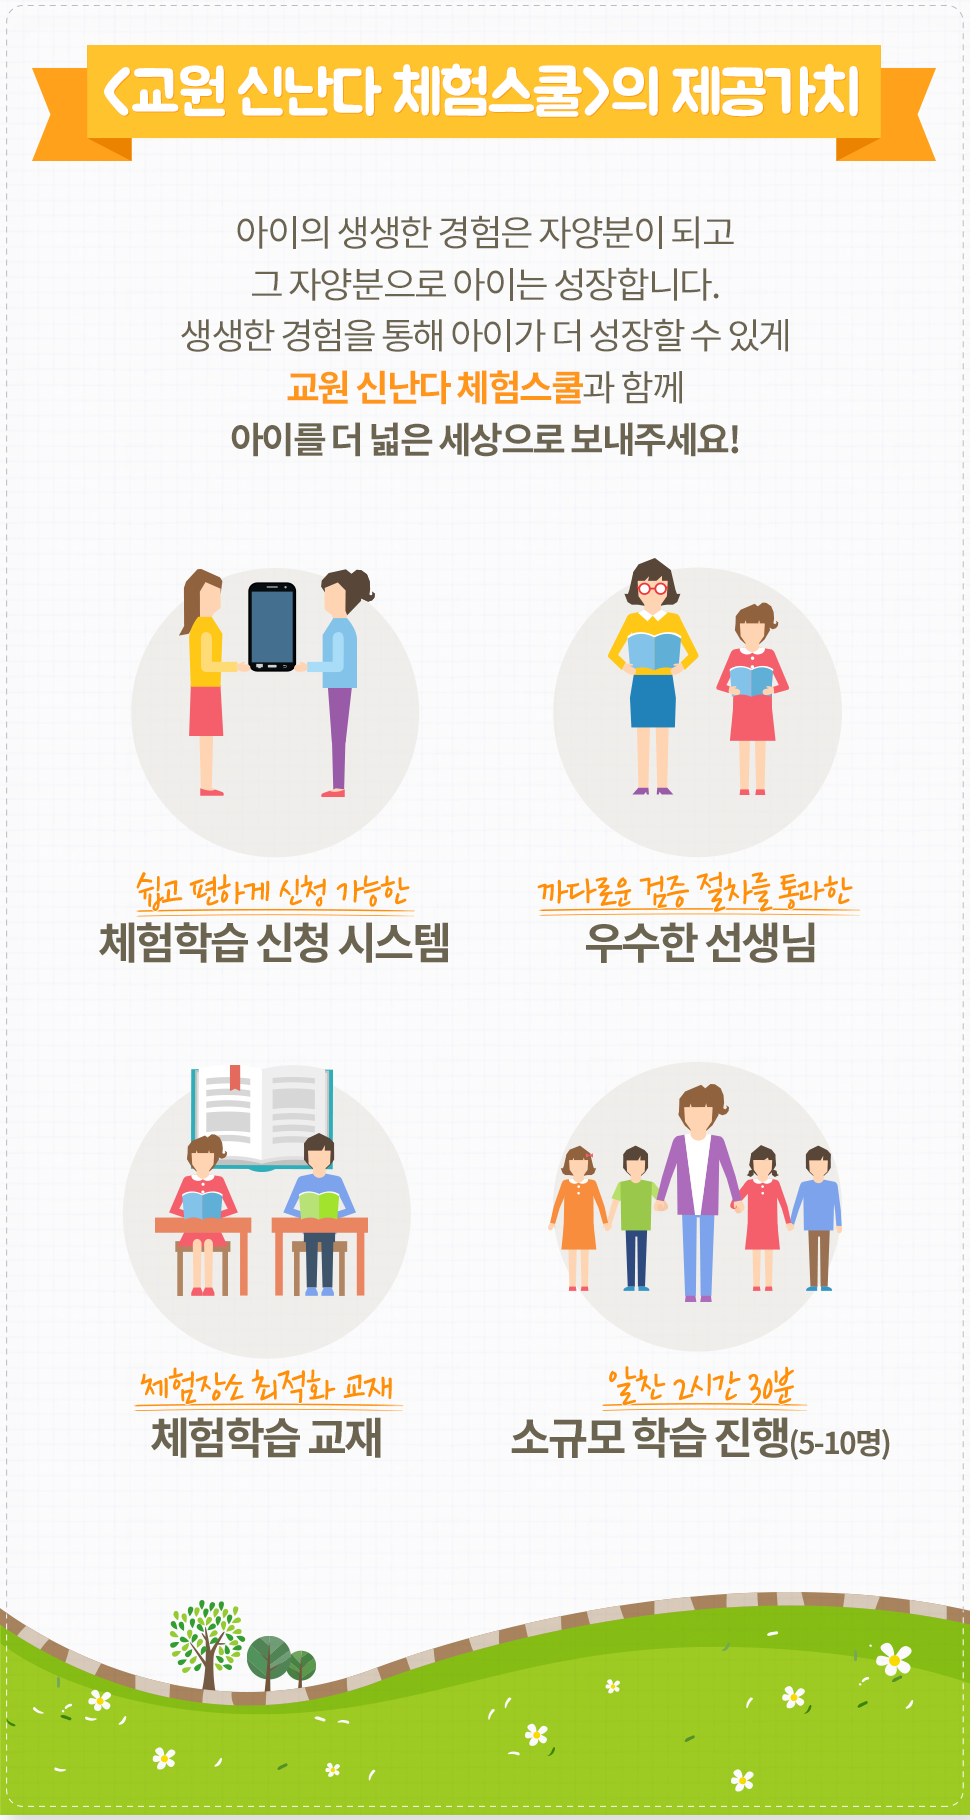 <교원 신난다 체험스쿨>의 제공가치
아이의 생생한 경험은 자양분이 되고
그 자양분으로 아이는 성장합니다.
생생한 경험을 통해 아이가 더 성장할 수 있게
교원 신난다 체험스쿨과 함께
아이를 더 넓은 세상으로 보내주세요!
쉽고 편하게 신청 가능한
체험학습 신청 시스템
까다로운 검증 절차를 통과한
우수한 선생님
체험장소 최적화 교재
체험학습 교재
알찬 2시간 30분
소규모 학습 진행(5-10명)